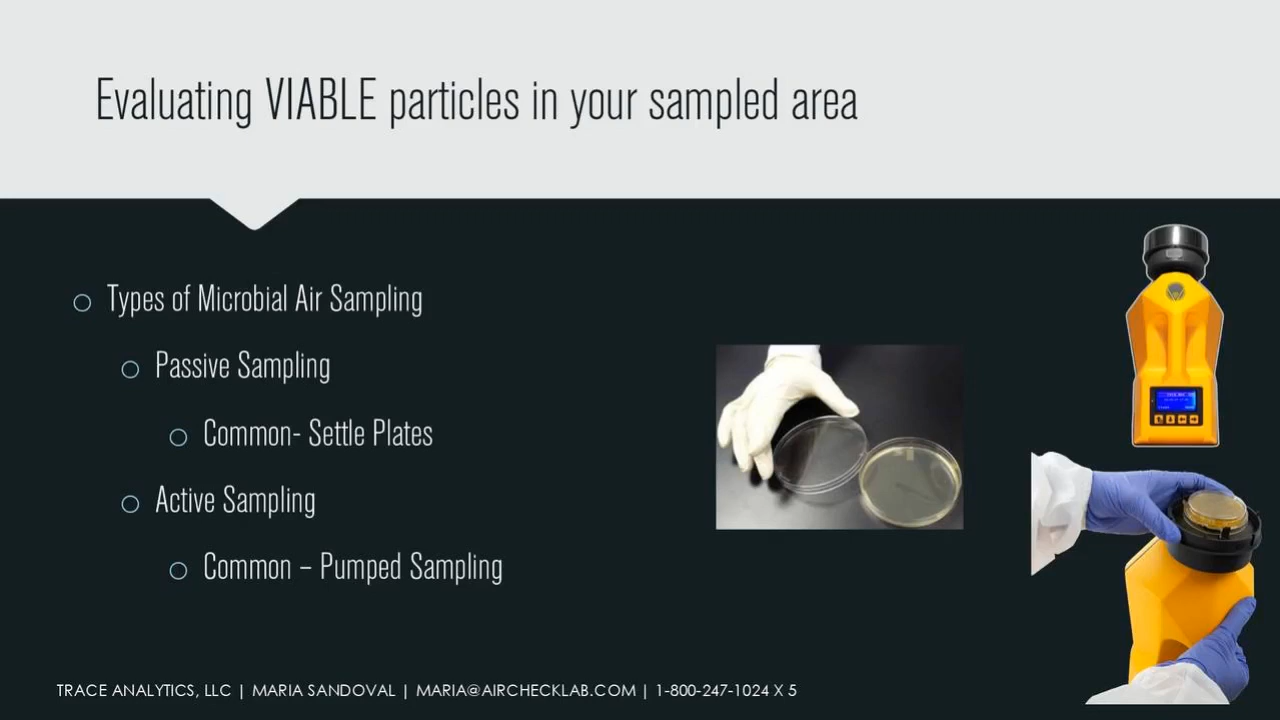 Evaluating VIABLE particles in your sampled area
Types of Microbial Air Sampling
Passive Sampling
Common- Settle Plates
Active Sampling
Common – Pumped Sampling
TRACE ANALYTICS, LLC | MARIA SANDOVAL | MARIA@AIRCHECKLAB.COM | 1-800-247-1024 X 5